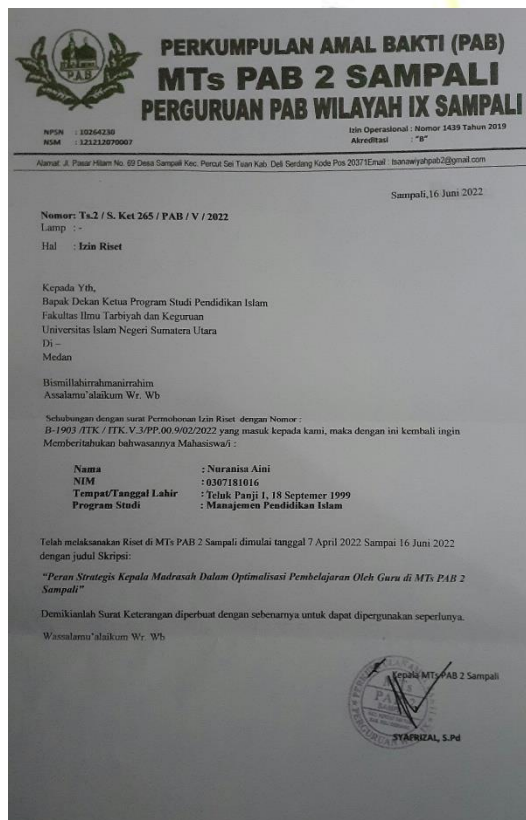 PERKUMPULAN AMAL BAKTI (PAB)
MTs PAB 2 SAMPALI
PERGURUAN PAB WILAYAH IX SAMPALI
NPSN : 10264230
NSM : 121212070007
Izin Operasional : Nomor 1439 Tahun 2019
Akreditasi : "B"
Alamat: Jl. Pasar Hitam No. 69 Desa Sampali Kec. Percut Sei Tuan Kab. Deli Serdang Kode Pos 20371Email : tsanawiyahpab2@gmail.com
Sampali,16 Juni 2022
Nomor: Ts.2 / S. Ket 265 / PAB / V / 2022
Lamp : -
Hal : Izin Riset
Kepada Yth,
Bapak Dekan Ketua Program Studi Pendidikan Islam
Fakultas Ilmu Tarbiyah dan Keguruan
Universitas Islam Negeri Sumatera Utara
Di –
Medan
Bismillahirrahmanirrahim
Assalamu'alaikum Wr. Wb
Sehubungan dengan surat Permohonan Izin Riset dengan Nomor :
B-1903 /ITK / ITK.V.3/PP.00.9/02/2022 yang masuk kepada kami, maka dengan ini kembali ingin
Memberitahukan bahwasannya Mahasiswa/i :
Nama : Nuranisa Aini
NIM : 0307181016
Tempat/Tanggal Lahir : Teluk Panji 1, 18 Septemer 1999
Program Studi : Manajemen Pendidikan Islam
Telah melaksanakan Riset di MTs PAB 2 Sampali dimulai tanggal 7 April 2022 Sampai 16 Juni 2022
dengan judul Skripsi:
"Peran Strategis Kepala Madrasah Dalam Optimalisasi Pembelajaran Oleh Guru di MTs PAB 2
Sampali"
Demikianlah Surat Keterangan diperbuat dengan sebenarnya untuk dapat dipergunakan seperlunya.
Wassalamu'alaikum Wr. Wb
Kepala MTs PAB 2 Sampali
SYAFRIZAL, S.Pd